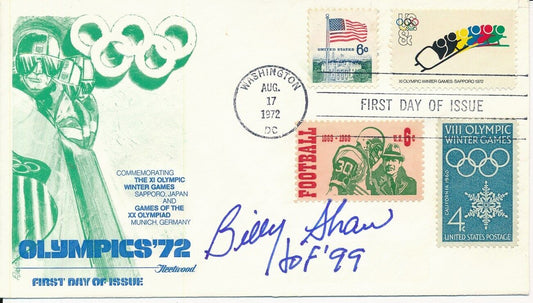 UNITED STATES 6c
8c
XI OLYMPIC WINTER GAMES · SAPPORO 1972
WASHINGTON
AUG.
17
1972
DC
FIRST DAY OF ISSUE
FOOTBALL
1869 • 1969
U.S. 6c
30
VIII OLYMPIC
WINTER GAMES
CALIFORNIA 1960
4c
UNITED STATES POSTAGE
COMMEMORATING
THE XI OLYMPIC
WINTER GAMES
SAPPORO, JAPAN
AND
GAMES OF THE
XX OLYMPIAD
MUNICH, GERMANY
OLYMPICS '72
Fleetwood
FIRST DAY OF ISSUE
Billy Shaw
HOF '99